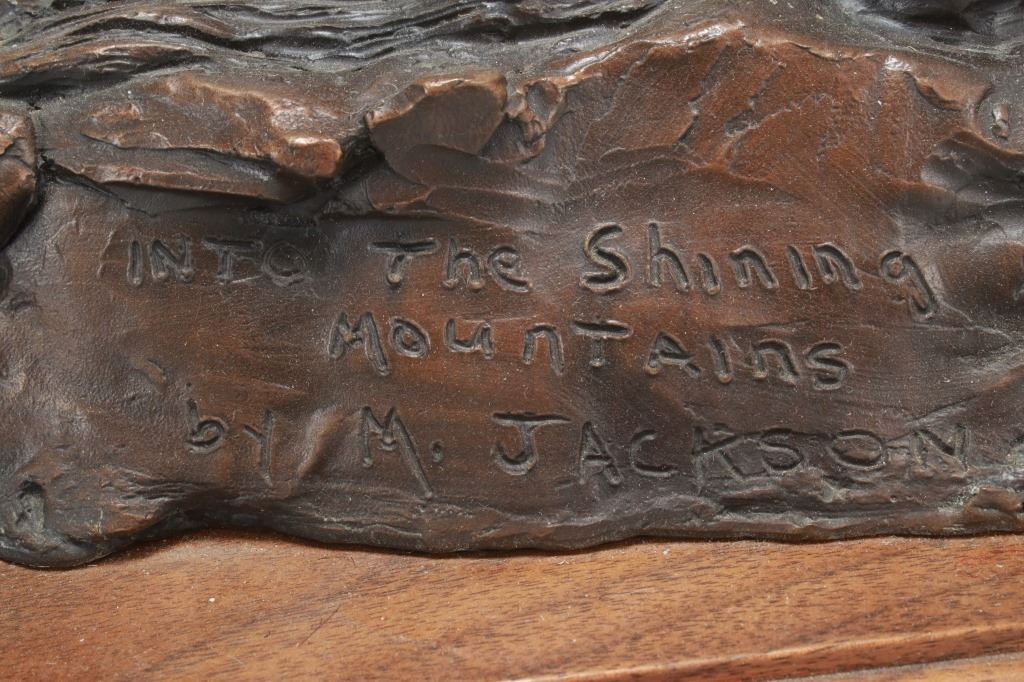 INTO The Shining
MOunTAins
by M. JACKSON